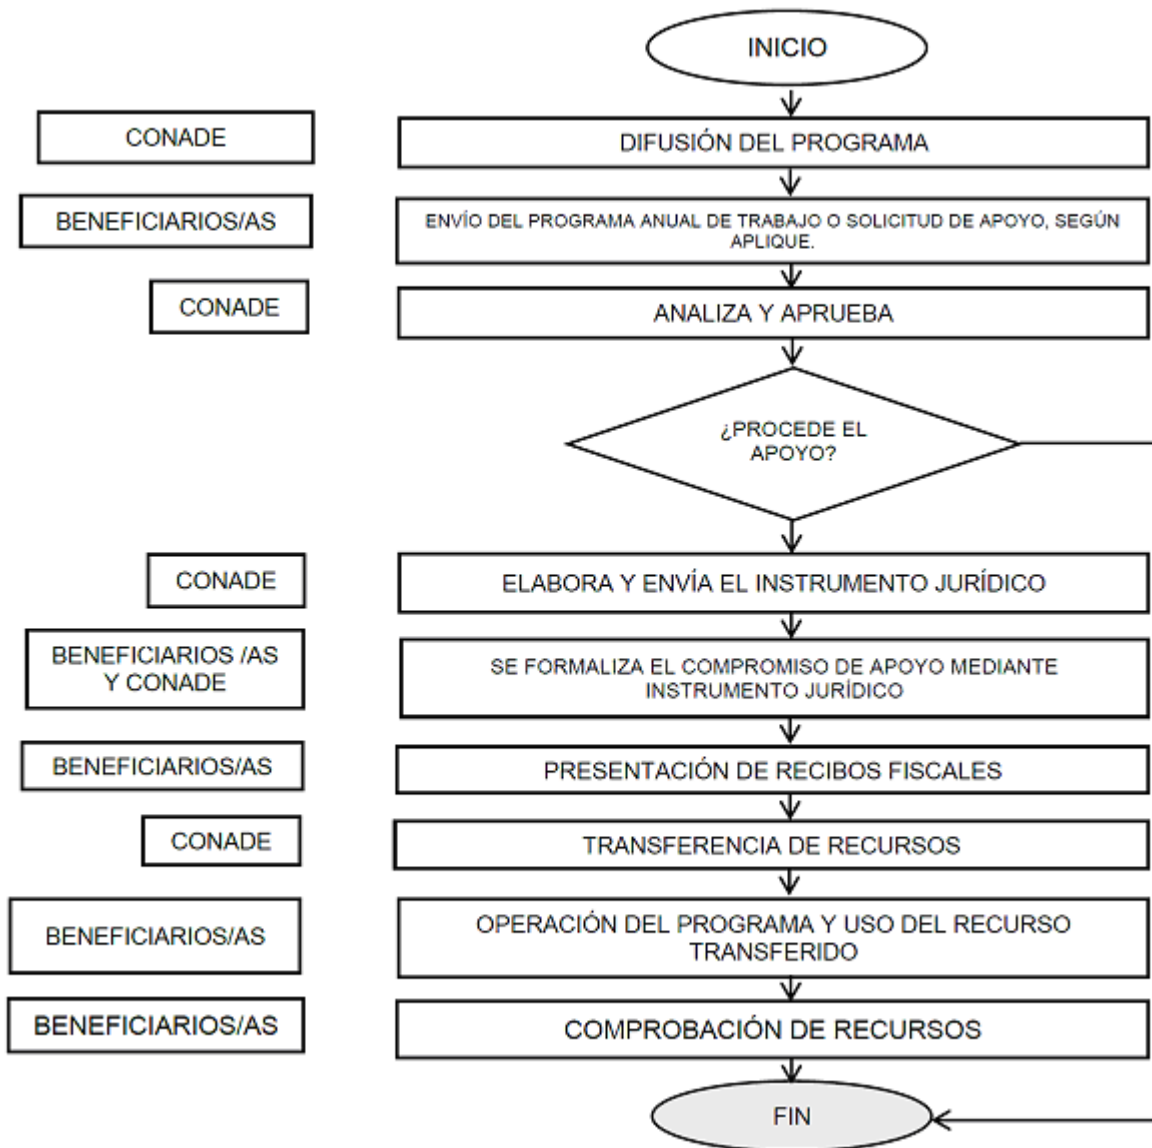 INICIO
CONADE
DIFUSIÓN DEL PROGRAMA
BENEFICIARIOS/AS
ENVÍO DEL PROGRAMA ANUAL DE TRABAJO O SOLICITUD DE APOYO, SEGÚN
APLIQUE.
CONADE
ANALIZA Y APRUEBA
¿PROCEDE EL
APOYO?
CONADE
ELABORA Y ENVÍA EL INSTRUMENTO JURÍDICO
BENEFICIARIOS /AS
Y CONADE
SE FORMALIZA EL COMPROMISO DE APOYO MEDIANTE
INSTRUMENTO JURÍDICO
BENEFICIARIOS/AS
PRESENTACIÓN DE RECIBOS FISCALES
CONADE
TRANSFERENCIA DE RECURSOS
BENEFICIARIOS/AS
OPERACIÓN DEL PROGRAMA Y USO DEL RECURSO
TRANSFERIDO
BENEFICIARIOS/AS
COMPROBACIÓN DE RECURSOS
FIN